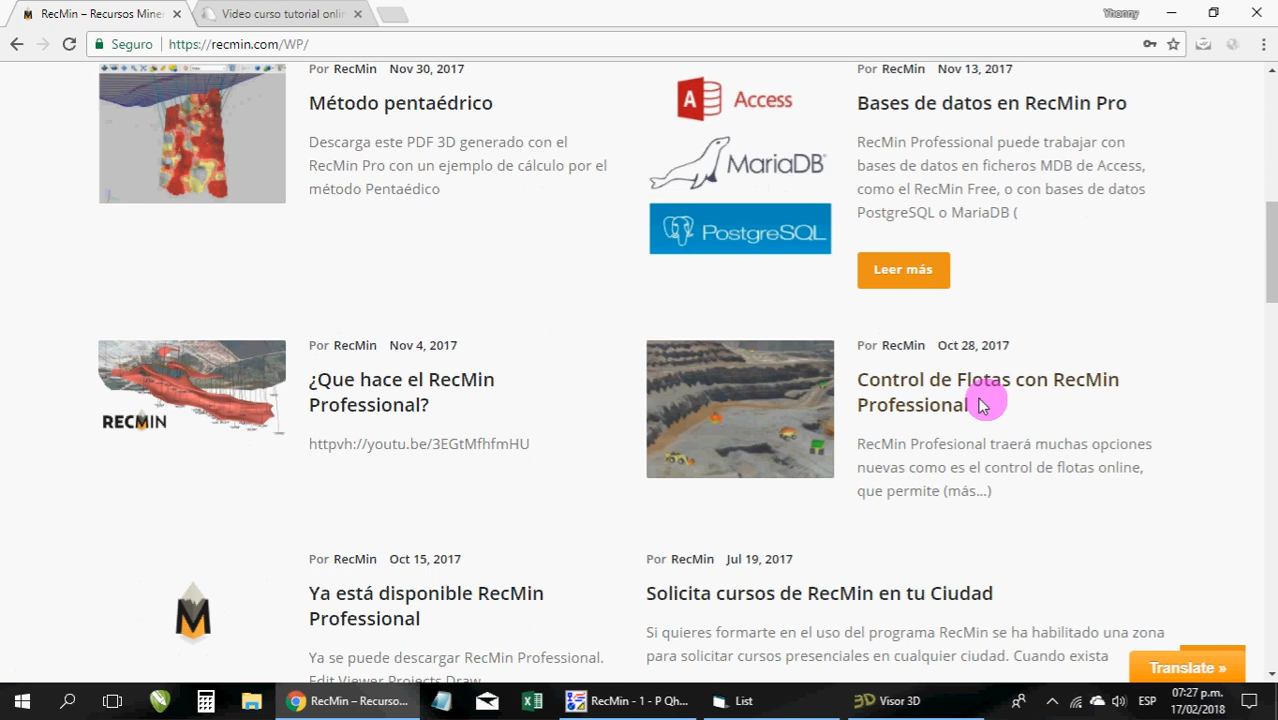 RecMin – Recursos Mine
Video curso tutorial onlin
Yhonny
Seguro
https://recmin.com/WP/
Por RecMin Nov 30, 2017
Método pentaédrico
Descarga este PDF 3D generado con el
RecMin Pro con un ejemplo de cálculo por el
método Pentaédico
Access
MariaDB
PostgreSQL
Por RecMin Nov 13, 2017
Bases de datos en RecMin Pro
RecMin Professional puede trabajar con
bases de datos en ficheros MDB de Access,
como el RecMin Free, o con bases de datos
PostgreSQL o MariaDB (
Leer más
RECMIN
Por RecMin Nov 4, 2017
¿Que hace el RecMin
Professional?
httpvh://youtu.be/3EGtMfhfmHU
Por RecMin Oct 28, 2017
Control de Flotas con RecMin
Professional
RecMin Profesional traerá muchas opciones
nuevas como es el control de flotas online,
que permite (más...)
Por RecMin Oct 15, 2017
Ya está disponible RecMin
Professional
Ya se puede descargar RecMin Professional.
Edit Viewer Projects Draw
Por RecMin Jul 19, 2017
Solicita cursos de RecMin en tu Ciudad
Si quieres formarte en el uso del programa RecMin se ha habilitado una zona
para solicitar cursos presenciales en cualquier ciudad. Cuando exista
Translate »
RecMin – Recurso...
RecMin - 1 - P Qh...
List
3D Visor 3D
ESP
07:27 p.m.
17/02/2018